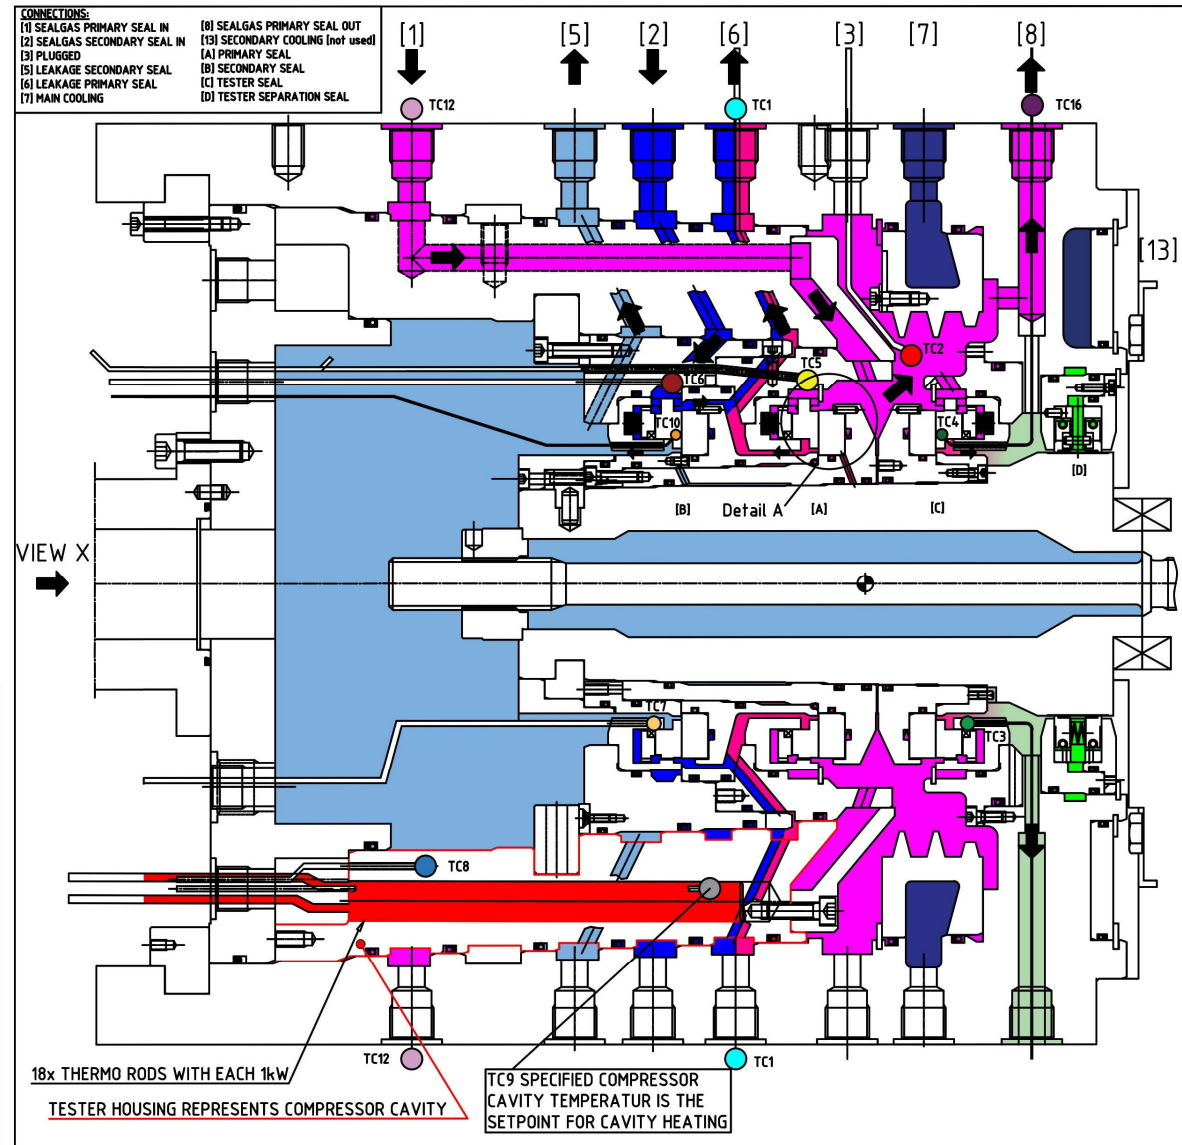 CONNECTIONS:
[1] SEALGAS PRIMARY SEAL IN
[2] SEALGAS SECONDARY SEAL IN
[3] PLUGGED
[5] LEAKAGE SECONDARY SEAL
[6] LEAKAGE PRIMARY SEAL
[7] MAIN COOLING
[8] SEALGAS PRIMARY SEAL OUT
[13] SECONDARY COOLING [not used]
[A] PRIMARY SEAL
[B] SECONDARY SEAL
[C] TESTER SEAL
[D] TESTER SEPARATION SEAL
[1] [5] [2] [6] [3] [7] [8]
TC12 TC1 TC16
[13]
TC2
TC5
TC6
TC10 TC4
[D]
[B] Detail A [A] [C]
VIEW X
TC7 TC3
TC8
TC12 TC1
18x THERMO RODS WITH EACH 1kW
TESTER HOUSING REPRESENTS COMPRESSOR CAVITY
TC9 SPECIFIED COMPRESSOR
CAVITY TEMPERATUR IS THE
SETPOINT FOR CAVITY HEATING